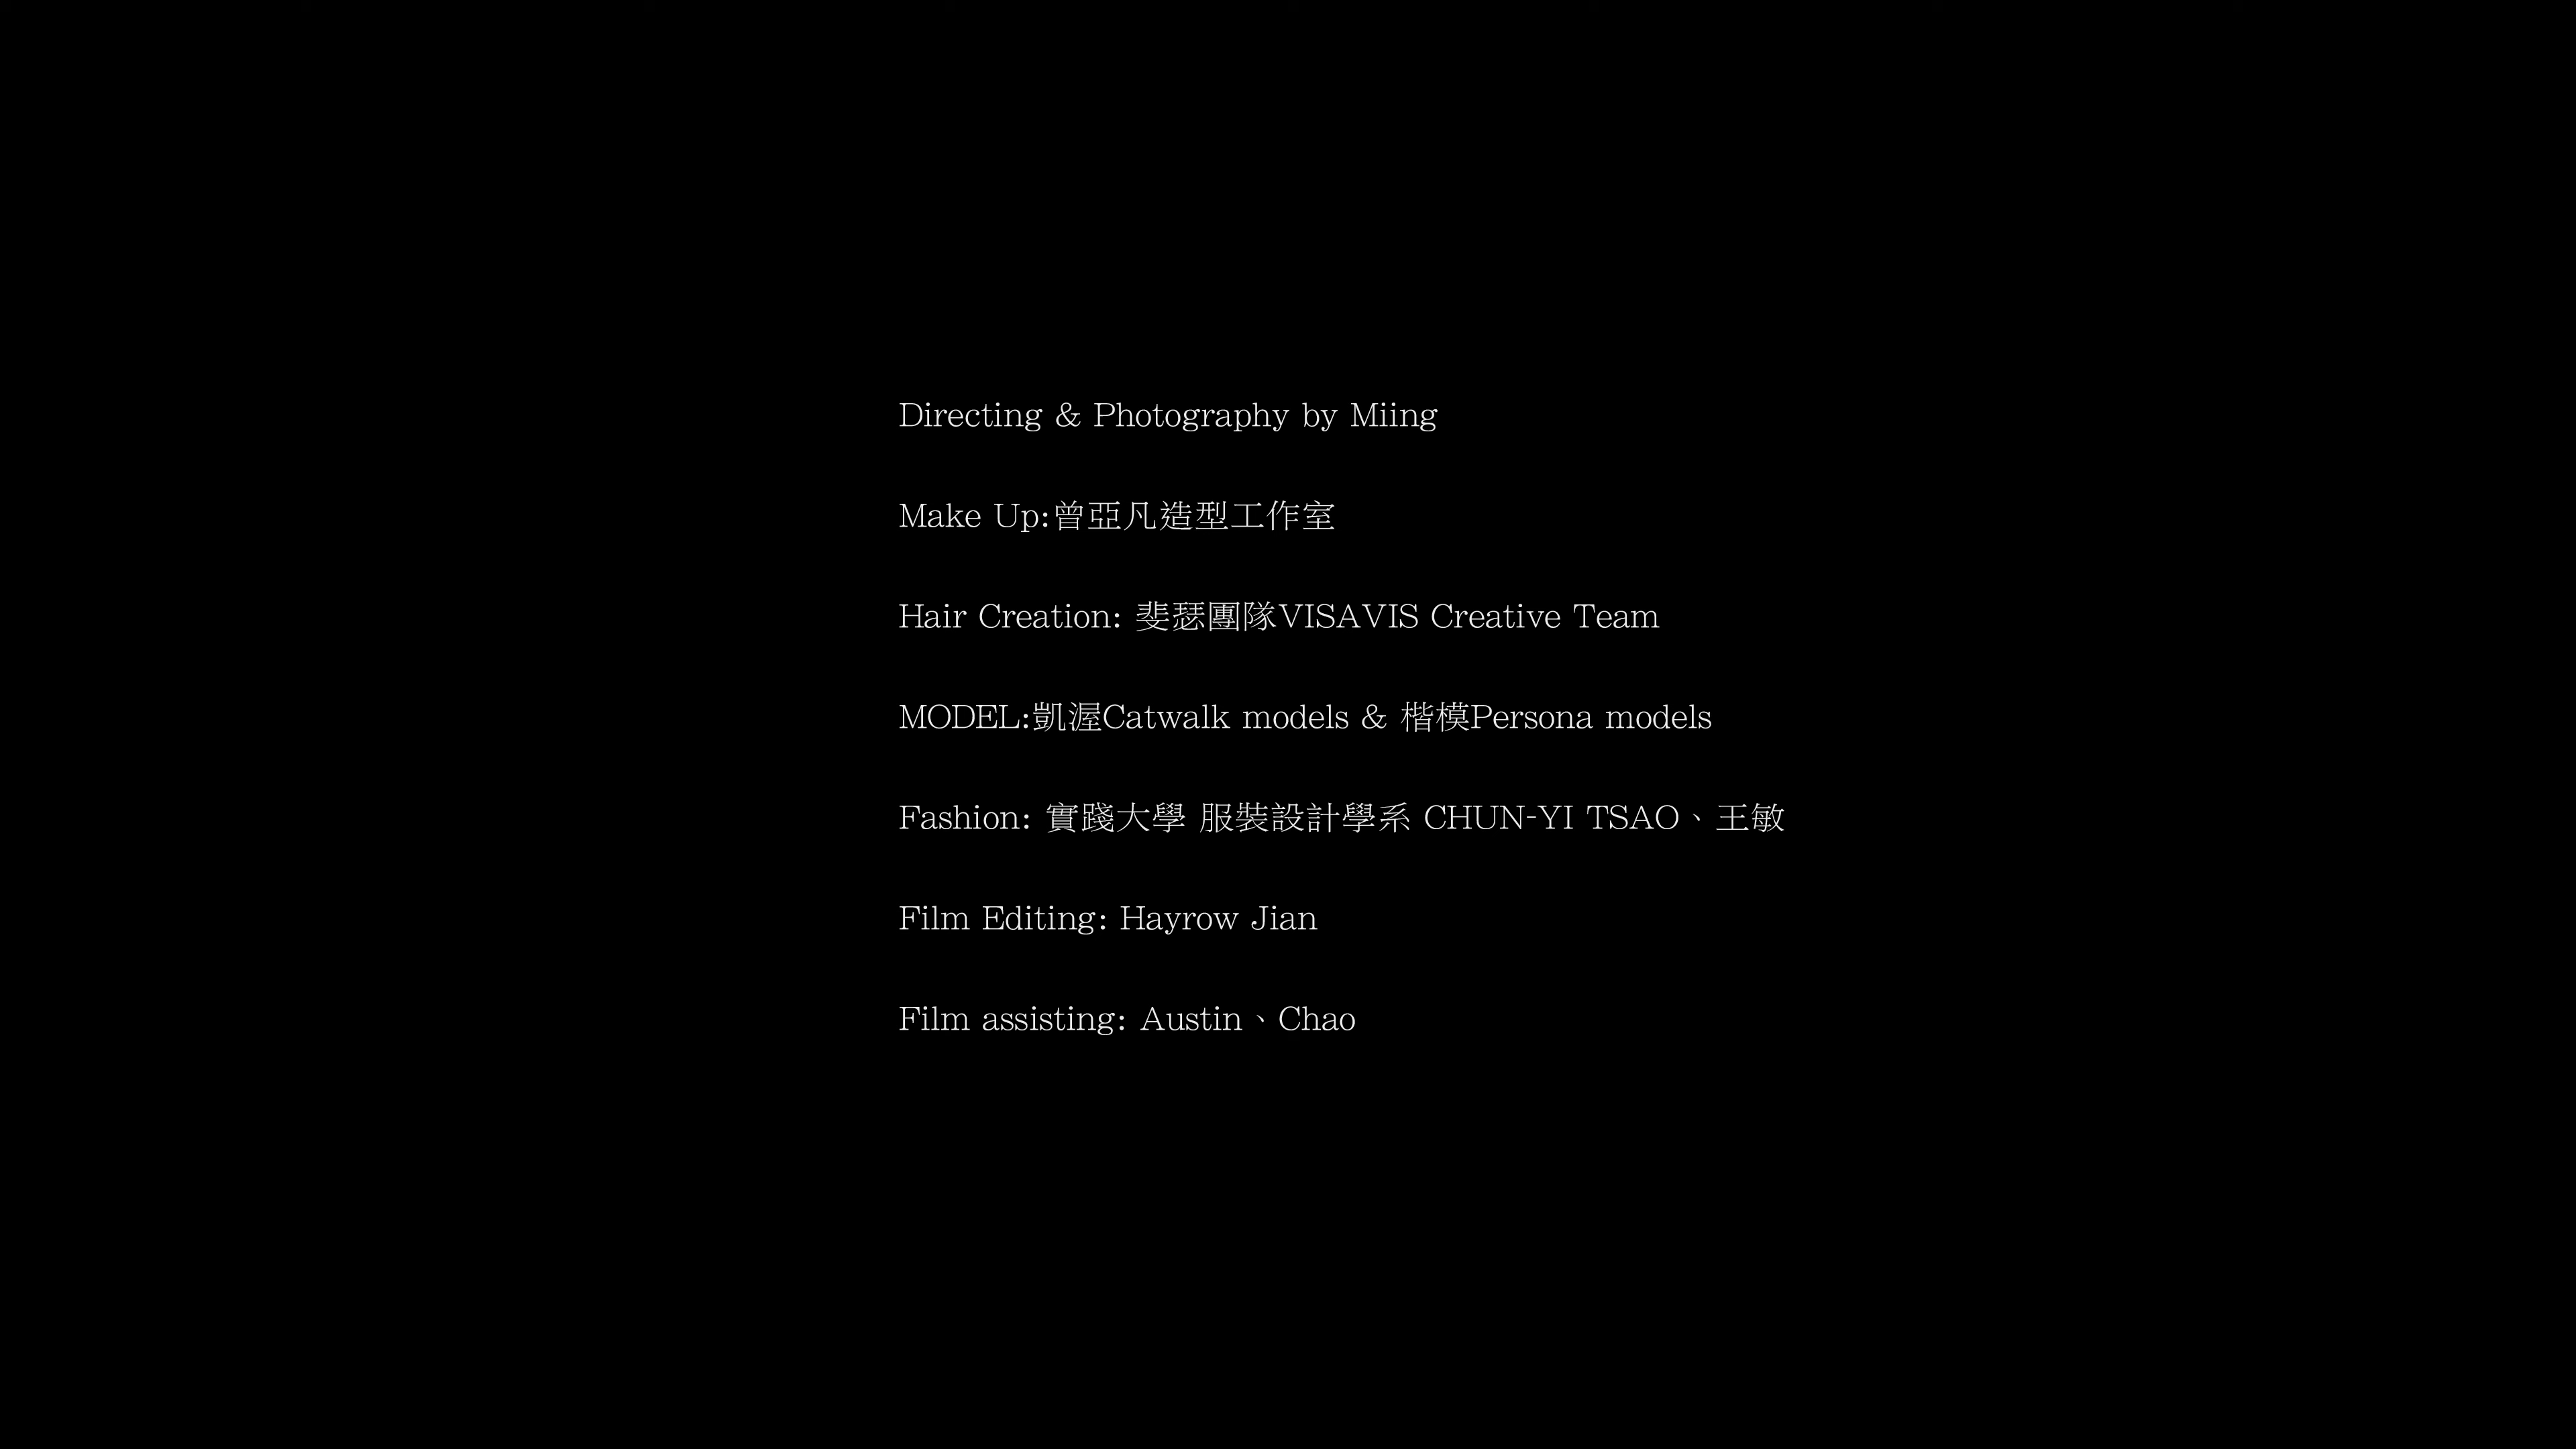 Directing & Photography by Miing
Make Up:曾亞凡造型工作室
Hair Creation: 斐瑟團隊VISAVIS Creative Team
MODEL:凱渥Catwalk models & 楷模Persona models
Fashion: 實踐大學 服裝設計學系 CHUN-YI TSAO、王敏
Film Editing: Hayrow Jian
Film assisting: Austin、Chao